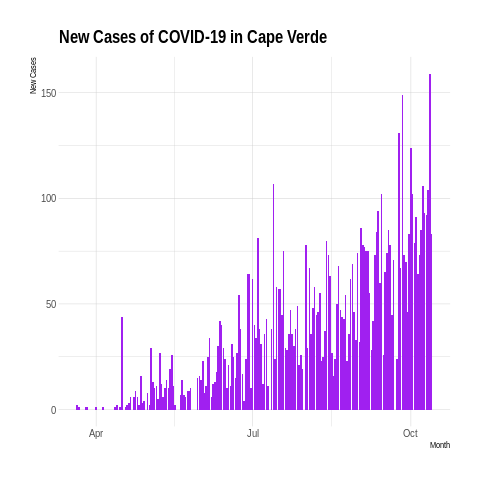 New Cases of COVID-19 in Cape Verde
New Cases
150
100
50
0
Apr
Jul
Oct
Month